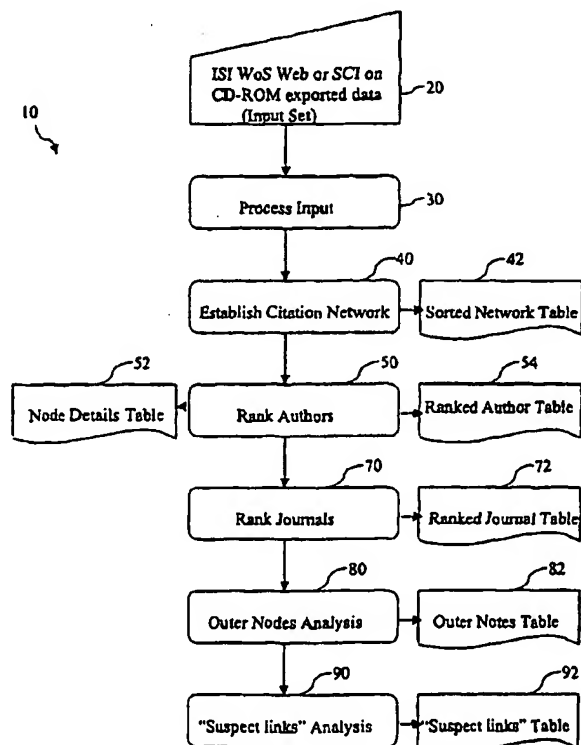 ISI WoS Web or SCI on
CD-ROM exported data
(Input Set)
20
10
Process Input
30
40
42
Establish Citation Network
Sorted Network Table
52
50
54
Node Details Table
Rank Authors
Ranked Author Table
70
72
Rank Journals
Ranked Journal Table
80
82
Outer Nodes Analysis
Outer Notes Table
90
92
"Suspect links" Analysis
"Suspect links" Table